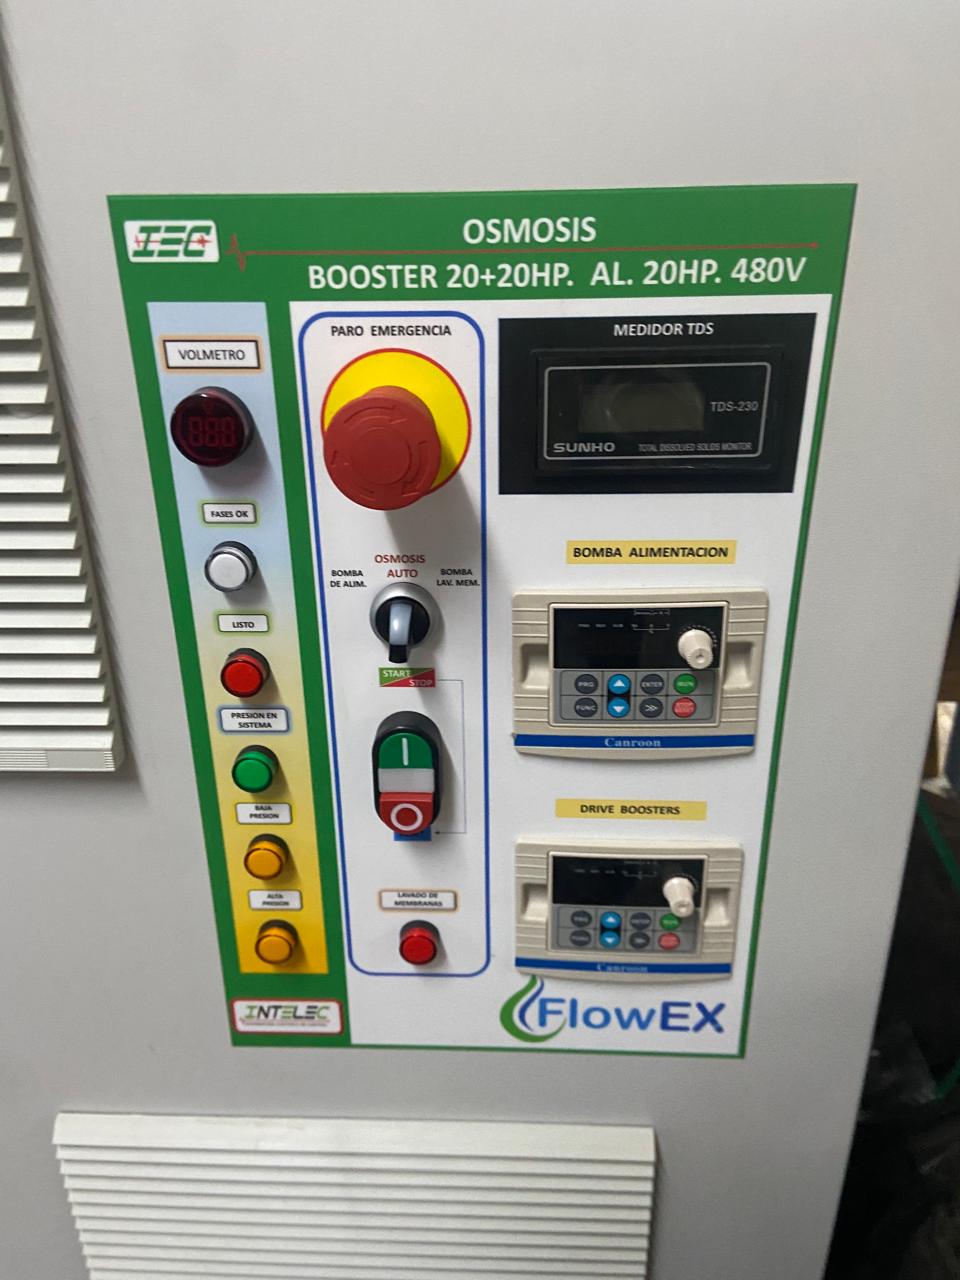 IEC
OSMOSIS
BOOSTER 20+20HP. AL. 20HP. 480V
VOLMETRO
FASES OK
LISTO
PRESION EN
SISTEMA
BAJA
PRESION
ALTA
PRESION
INTELEC
PARO EMERGENCIA
OSMOSIS
BOMBA
DE ALIM.
AUTO
BOMBA
LAV. MEM.
START
STOP
LAVADO DE
MEMBRANAS
MEDIDOR TDS
TDS-230
SUNHO
TOTAL DISSOLVED SOLIDS MONITOR
BOMBA ALIMENTACION
PRG
ENTER
RUN
FUNC
STOP
RESET
Canroon
DRIVE BOOSTERS
PRG
ENTER
RUN
Canroon
FlowEX